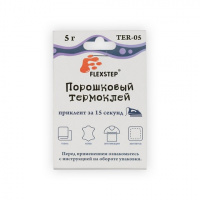 5 г
TER-05
FLEXSTEP®
Порошковый
термоклей
приклеит за 15 секунд
Перед применением ознакомьтесь
с инструкцией на обороте упаковки.